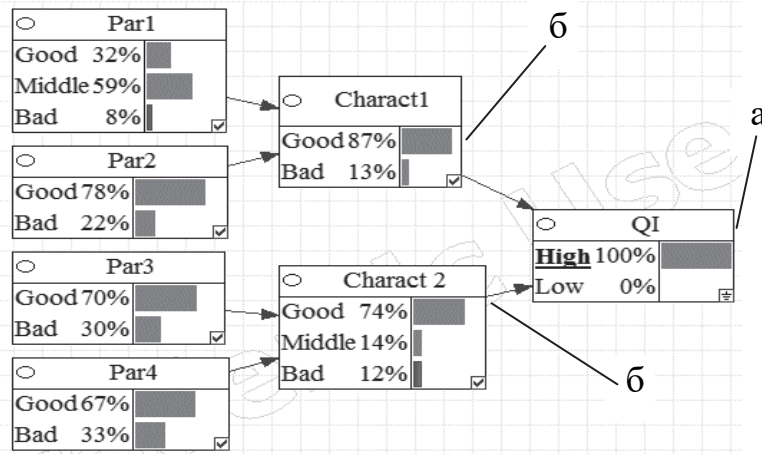 Par1
Good 32%
Middle 59%
Bad 8%
Par2
Good 78%
Bad 22%
Par3
Good 70%
Bad 30%
Par4
Good 67%
Bad 33%
Charact1
Good 87%
Bad 13%
Charact 2
Good 74%
Middle 14%
Bad 12%
QI
High 100%
Low 0%
б
а
б